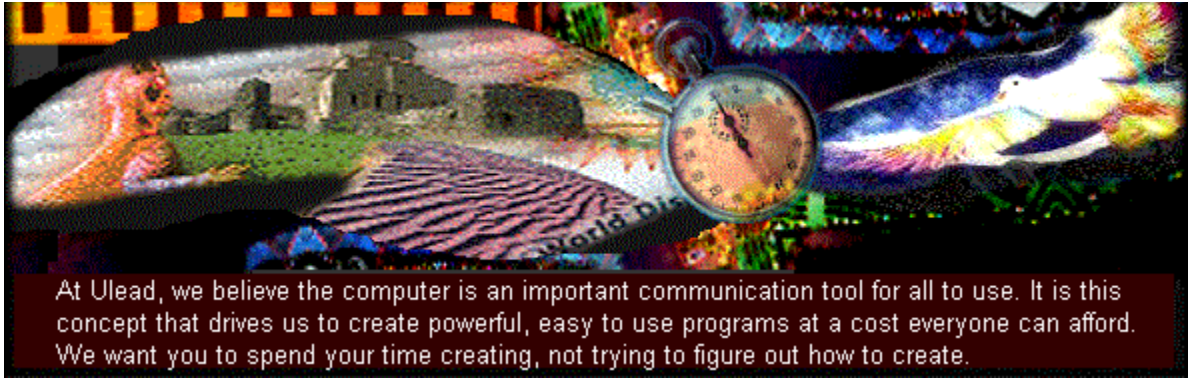 World Dis
At Ulead, we believe the computer is an important communication tool for all to use. It is this
concept that drives us to create powerful, easy to use programs at a cost everyone can afford.
We want you to spend your time creating, not trying to figure out how to create.